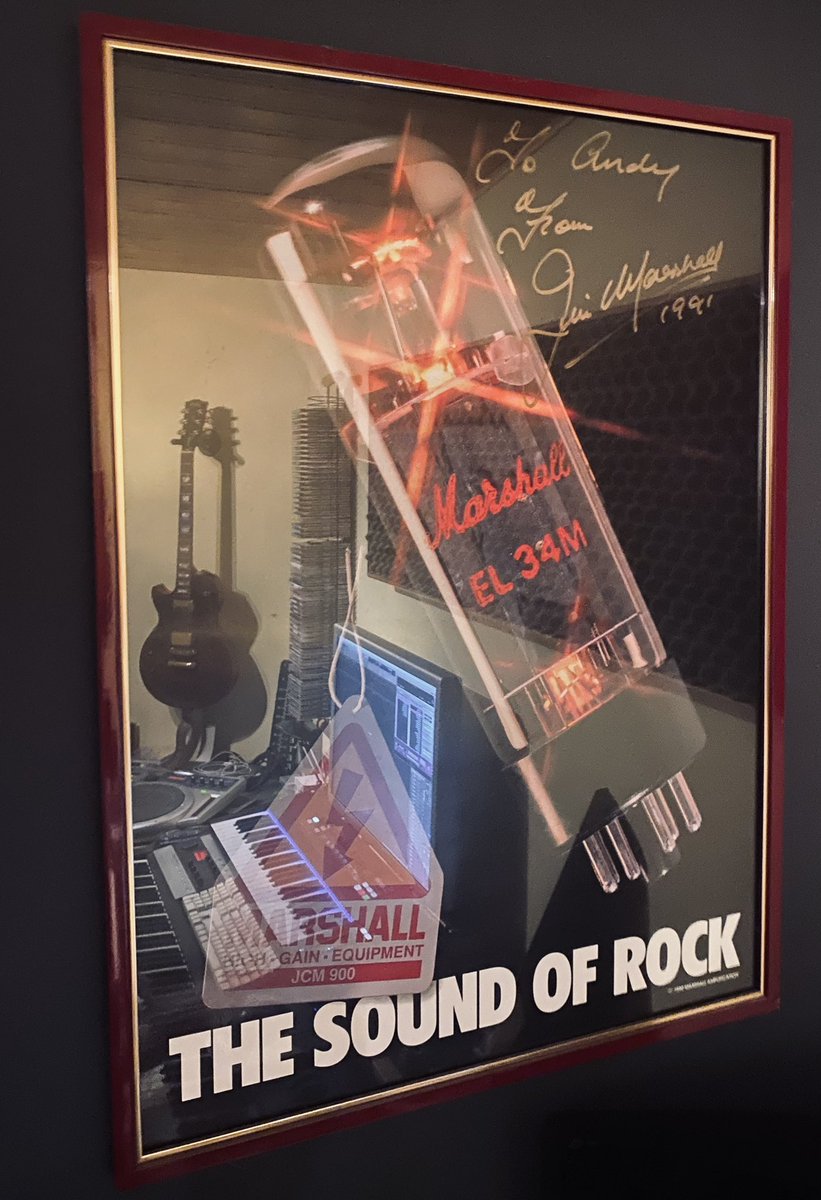 To Andy
From
Jim Marshall
1991
Marshall
EL 34M
MARSHALL
HIGH·GAIN·EQUIPMENT
JCM 900
THE SOUND OF ROCK